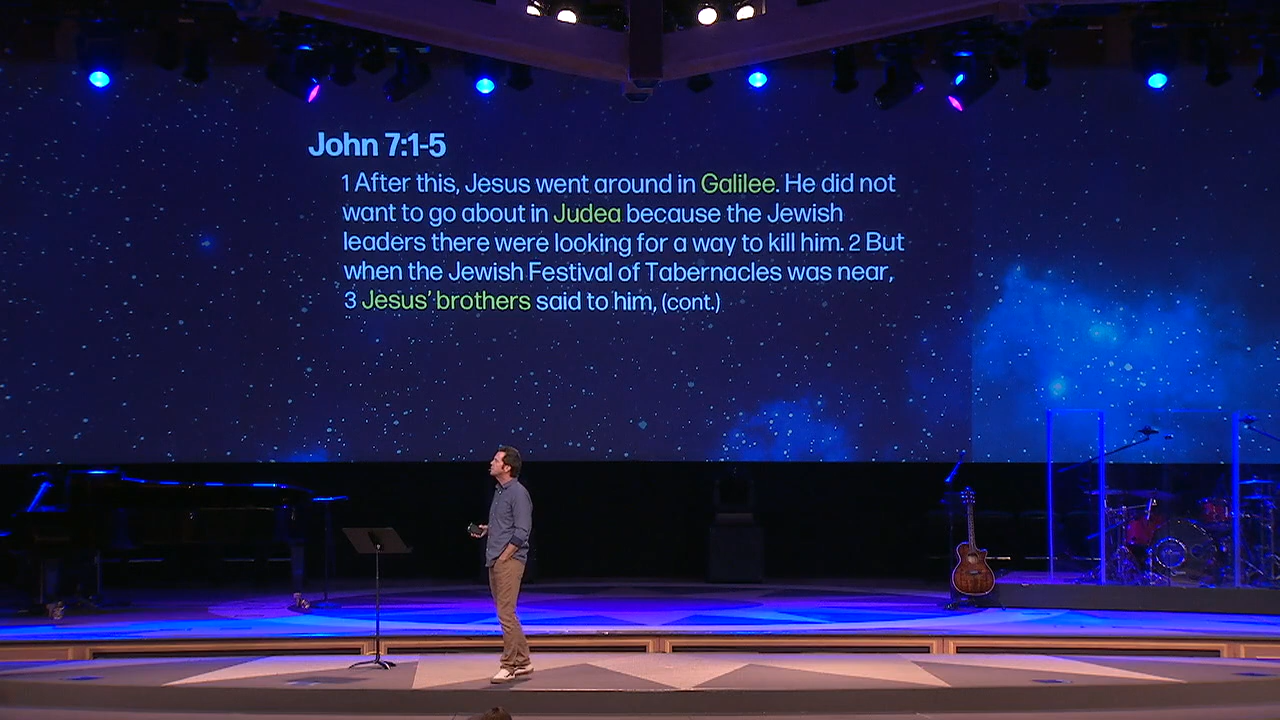 John 7:1-5
1 After this, Jesus went around in Galilee. He did not
want to go about in Judea because the Jewish
leaders there were looking for a way to kill him. 2 But
when the Jewish Festival of Tabernacles was near,
3 Jesus’ brothers said to him, (cont.)